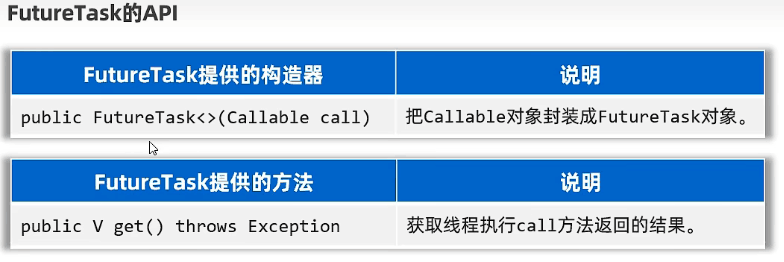 FutureTask的API
FutureTask提供的构造器 说明
public FutureTask<>(Callable call) 把Callable对象封装成FutureTask对象。
FutureTask提供的方法 说明
public V get() throws Exception 获取线程执行call方法返回的结果。